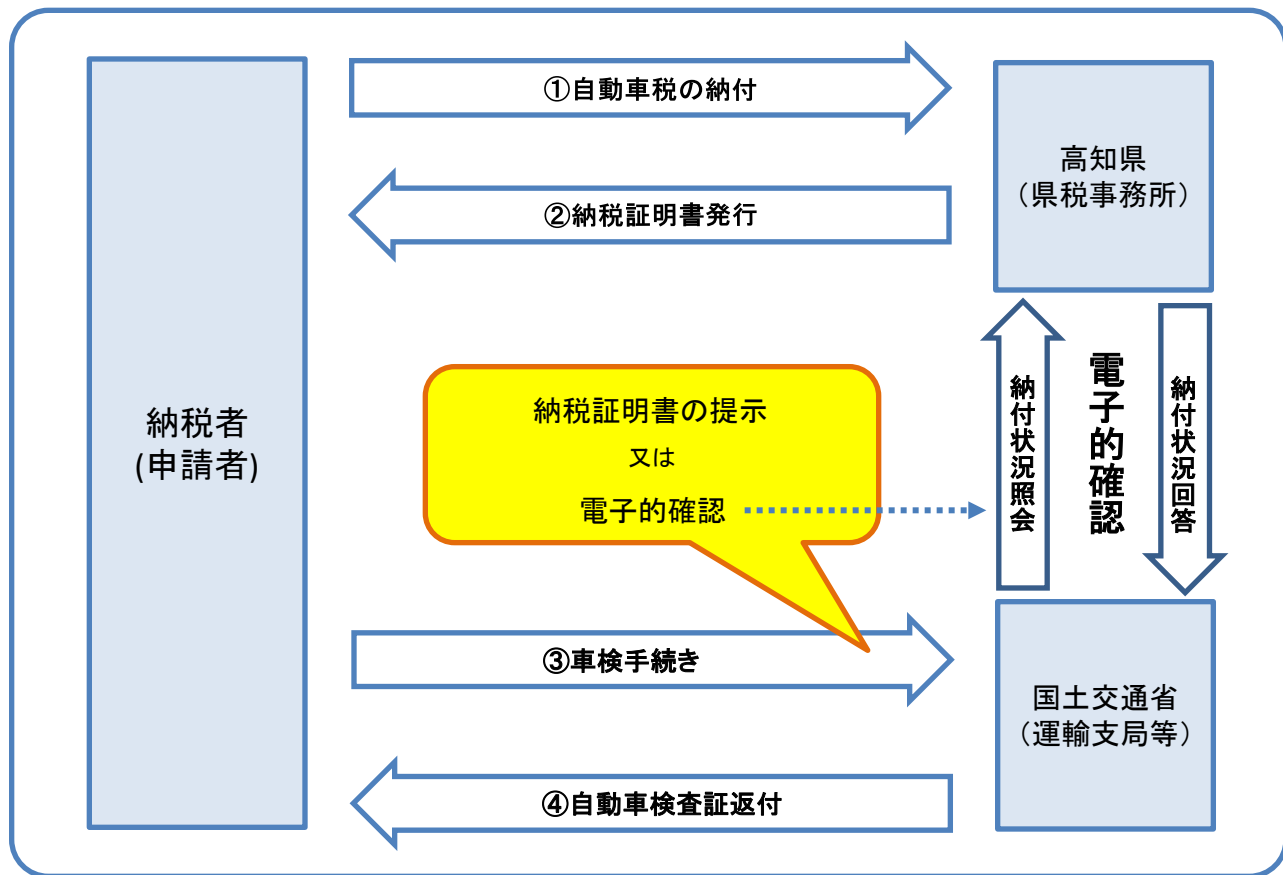 ①自動車税の納付
高知県
（県税事務所）
②納税証明書発行
納税者
(申請者)
納税証明書の提示
又は
電子的確認
納付状況照会
電子的確認
納付状況回答
③車検手続き
国土交通省
（運輸支局等）
④自動車検査証返付